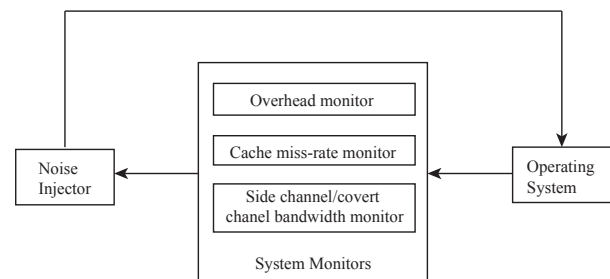 Overhead monitor
Cache miss-rate monitor
Side channel/covert
chanel bandwidth monitor
System Monitors
Noise
Injector
Operating
System